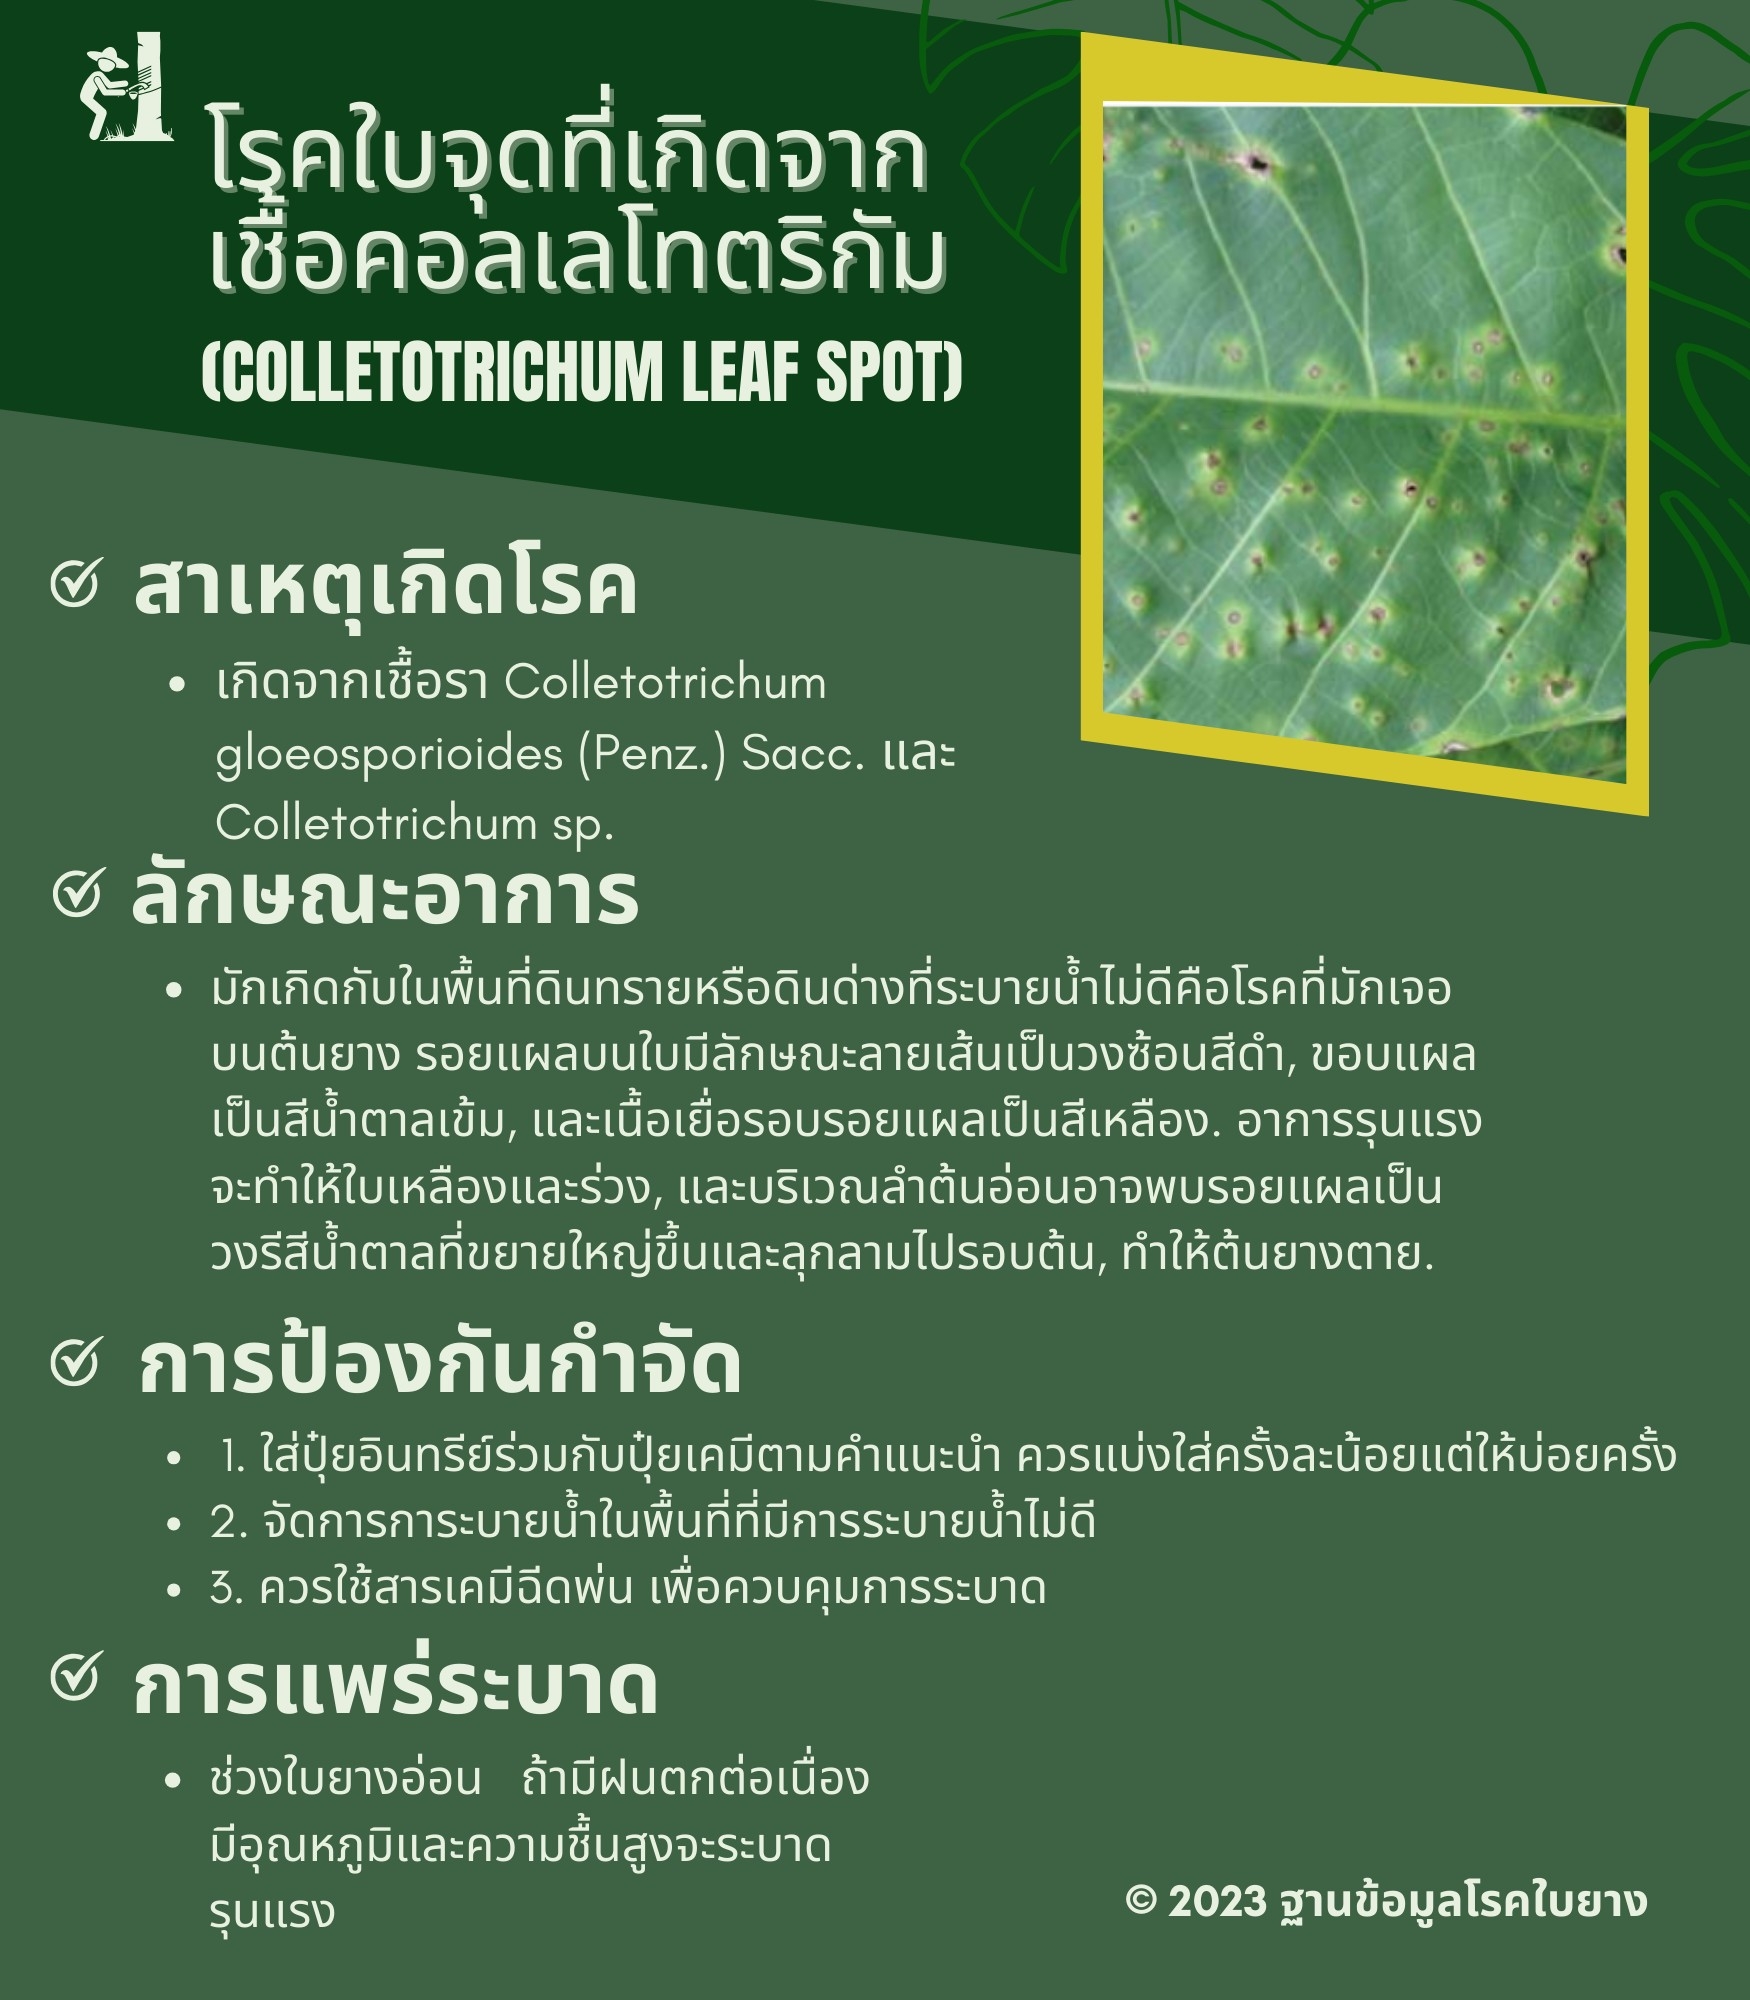 โรคใบจุดที่เกิดจาก
เชื้อคอลเลโทตริกัม
(COLLETOTRICHUM LEAF SPOT)
สาเหตุเกิดโรค
• เกิดจากเชื้อรา Colletotrichum
gloeosporioides (Penz.) Sacc. และ
Colletotrichum sp.
ลักษณะอาการ
• มักเกิดกับในพื้นที่ดินทรายหรือดินด่างที่ระบายน้ำไม่ดีคือโรคที่มักเจอ
บนต้นยาง รอยแผลบนใบมีลักษณะลายเส้นเป็นวงซ้อนสีดำ, ขอบแผล
เป็นสีน้ำตาลเข้ม, และเนื้อเยื่อรอบรอยแผลเป็นสีเหลือง. อาการรุนแรง
จะทำให้ใบเหลืองและร่วง, และบริเวณลำต้นอ่อนอาจพบรอยแผลเป็น
วงรีสีน้ำตาลที่ขยายใหญ่ขึ้นและลุกลามไปรอบต้น, ทำให้ต้นยางตาย.
การป้องกันกำจัด
• 1. ใส่ปุ๋ยอินทรีย์ร่วมกับปุ๋ยเคมีตามคำแนะนำ ควรแบ่งใส่ครั้งละน้อยแต่ให้บ่อยครั้ง
• 2. จัดการการะบายน้ำในพื้นที่ที่มีการระบายน้ำไม่ดี
• 3. ควรใช้สารเคมีฉีดพ่น เพื่อควบคุมการระบาด
การแพร่ระบาด
• ช่วงใบยางอ่อน ถ้ามีฝนตกต่อเนื่อง
มีอุณหภูมิและความชื้นสูงจะระบาด
รุนแรง
© 2023 ฐานข้อมูลโรคใบยาง